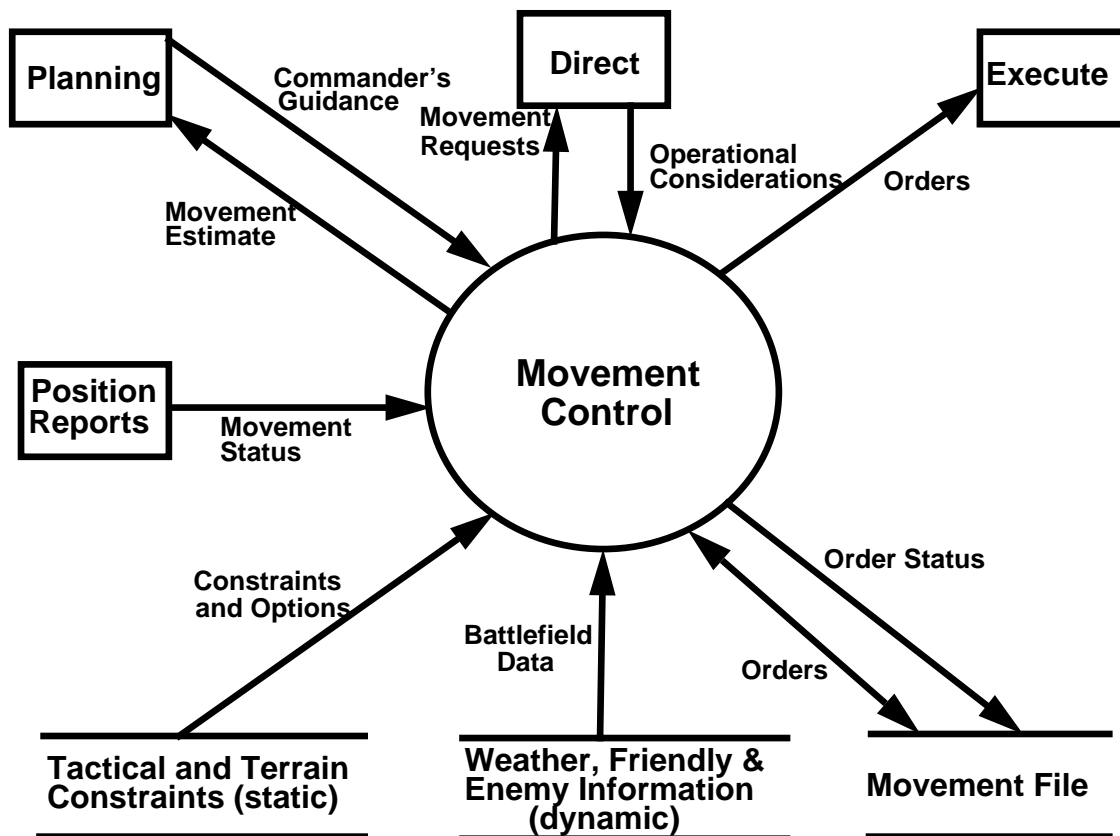 Planning
Commander's
Guidance
Direct
Execute
Movement
Requests
Operational
Considerations
Orders
Movement
Estimate
Movement
Control
Position
Reports
Movement
Status
Constraints
and Options
Battlefield
Data
Order Status
Orders
Tactical and Terrain
Constraints (static)
Weather, Friendly &
Enemy Information
(dynamic)
Movement File